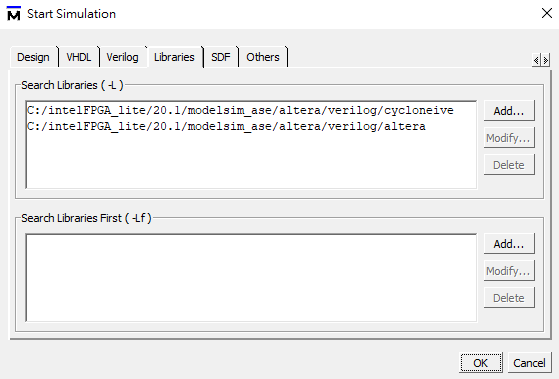 Start Simulation
Design VHDL Verilog Libraries SDF Others
Search Libraries ( -L )
C:/intelFPGA_lite/20.1/modelsim_ase/altera/verilog/cycloneive
C:/intelFPGA_lite/20.1/modelsim_ase/altera/verilog/altera
Add...
Modify...
Delete
Search Libraries First ( -Lf )
Add...
Modify...
Delete
OK Cancel